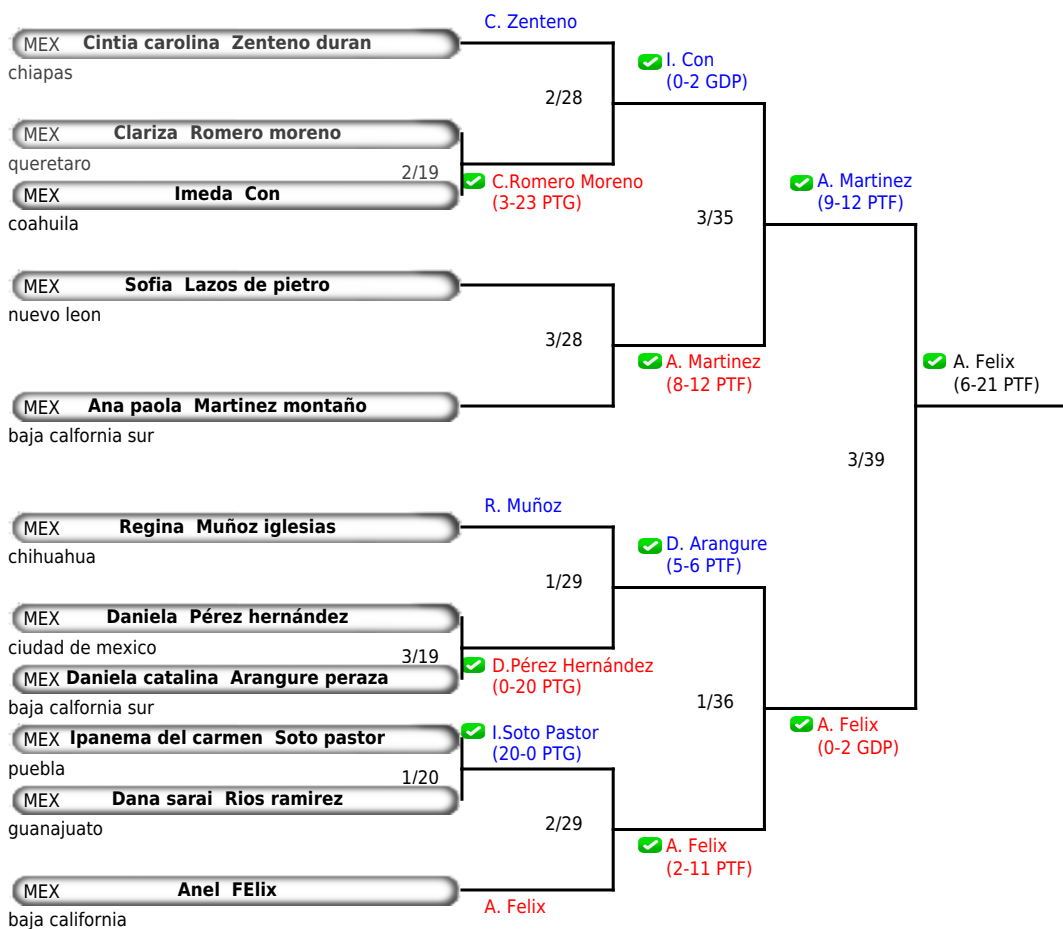 C. Zenteno
MEX Cintia carolina Zenteno duran
chiapas
I. Con
(0-2 GDP)
2/28
MEX Clariza Romero moreno
queretaro
2/19
C.Romero Moreno
(3-23 PTG)
MEX Imeda Con
coahuila
A. Martinez
(9-12 PTF)
3/35
MEX Sofia Lazos de pietro
nuevo leon
3/28
A. Martinez
(8-12 PTF)
A. Felix
(6-21 PTF)
MEX Ana paola Martinez montaño
baja calfornia sur
3/39
R. Muñoz
MEX Regina Muñoz iglesias
chihuahua
D. Arangure
(5-6 PTF)
1/29
MEX Daniela Pérez hernández
ciudad de mexico
3/19
D.Pérez Hernández
(0-20 PTG)
MEX Daniela catalina Arangure peraza
baja calfornia sur
1/36
A. Felix
(0-2 GDP)
MEX Ipanema del carmen Soto pastor
puebla
I.Soto Pastor
(20-0 PTG)
1/20
MEX Dana sarai Rios ramirez
guanajuato
2/29
A. Felix
(2-11 PTF)
MEX Anel FElix
baja california
A. Felix